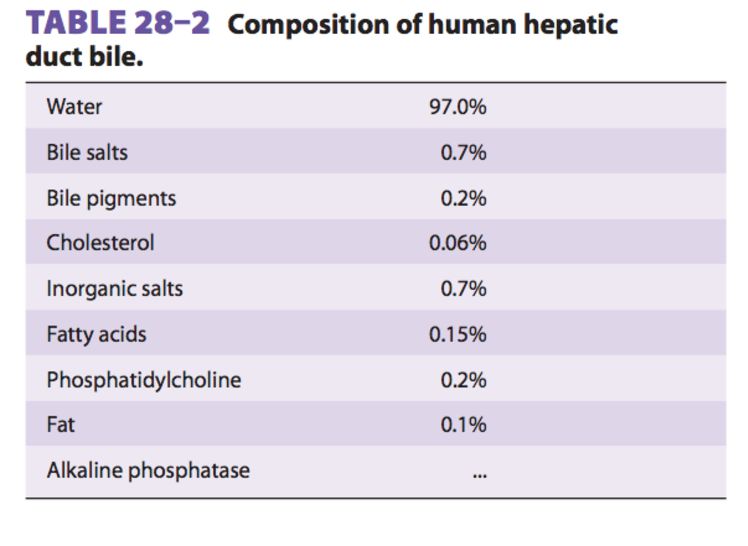 TABLE 28–2 Composition of human hepatic
duct bile.
Water 97.0%
Bile salts 0.7%
Bile pigments 0.2%
Cholesterol 0.06%
Inorganic salts 0.7%
Fatty acids 0.15%
Phosphatidylcholine 0.2%
Fat 0.1%
Alkaline phosphatase ...